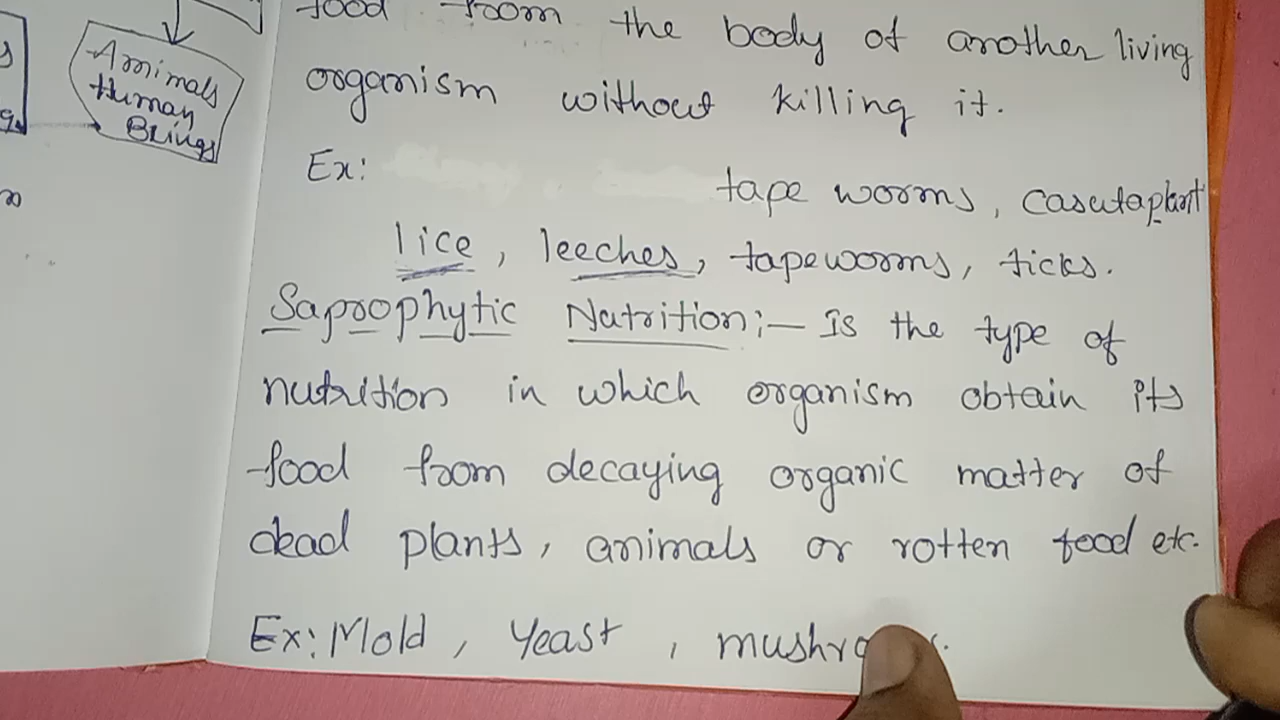 Animals
Human
Beings
food from the body of another living
organism without killing it.
Ex:
tape worms, casutaplant
lice, leeches, tapeworms, ticks.
Saprophytic Nutrition:- Is the type of
nutrition in which organism obtain its
food from decaying organic matter of
dead plants, animals or rotten food etc.
Ex: Mold, Yeast,